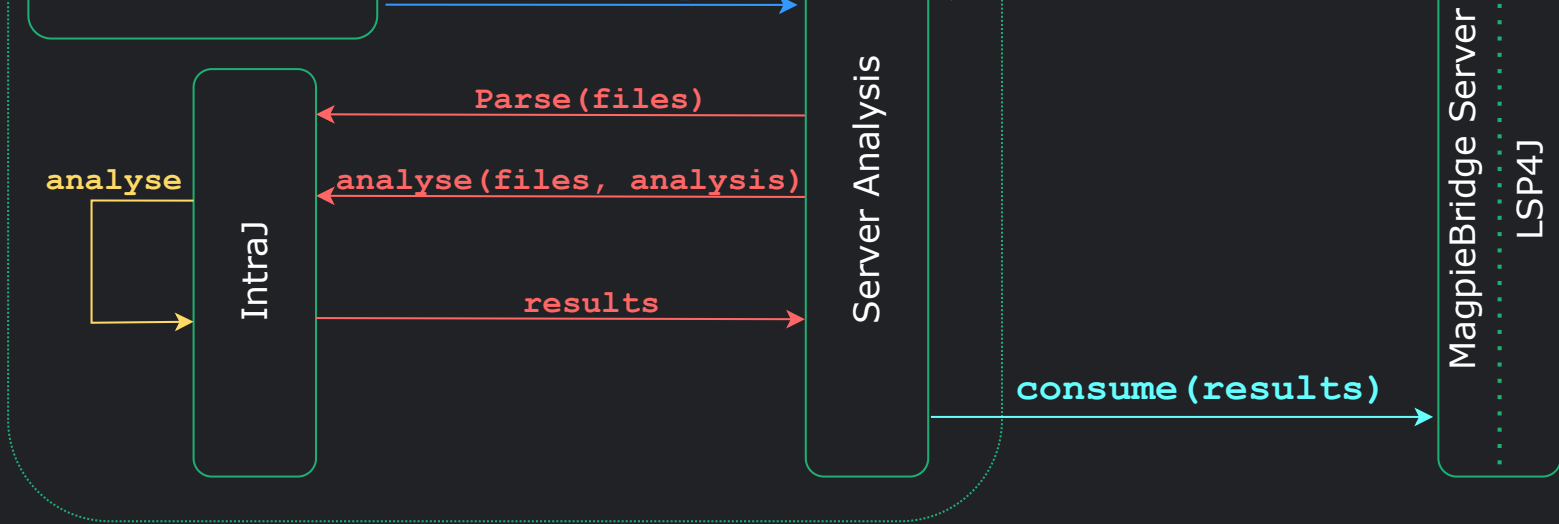 Parse(files)
analyse
analyse(files, analysis)
IntraJ
results
Server Analysis
consume(results)
MagpieBridge Server
LSP4J